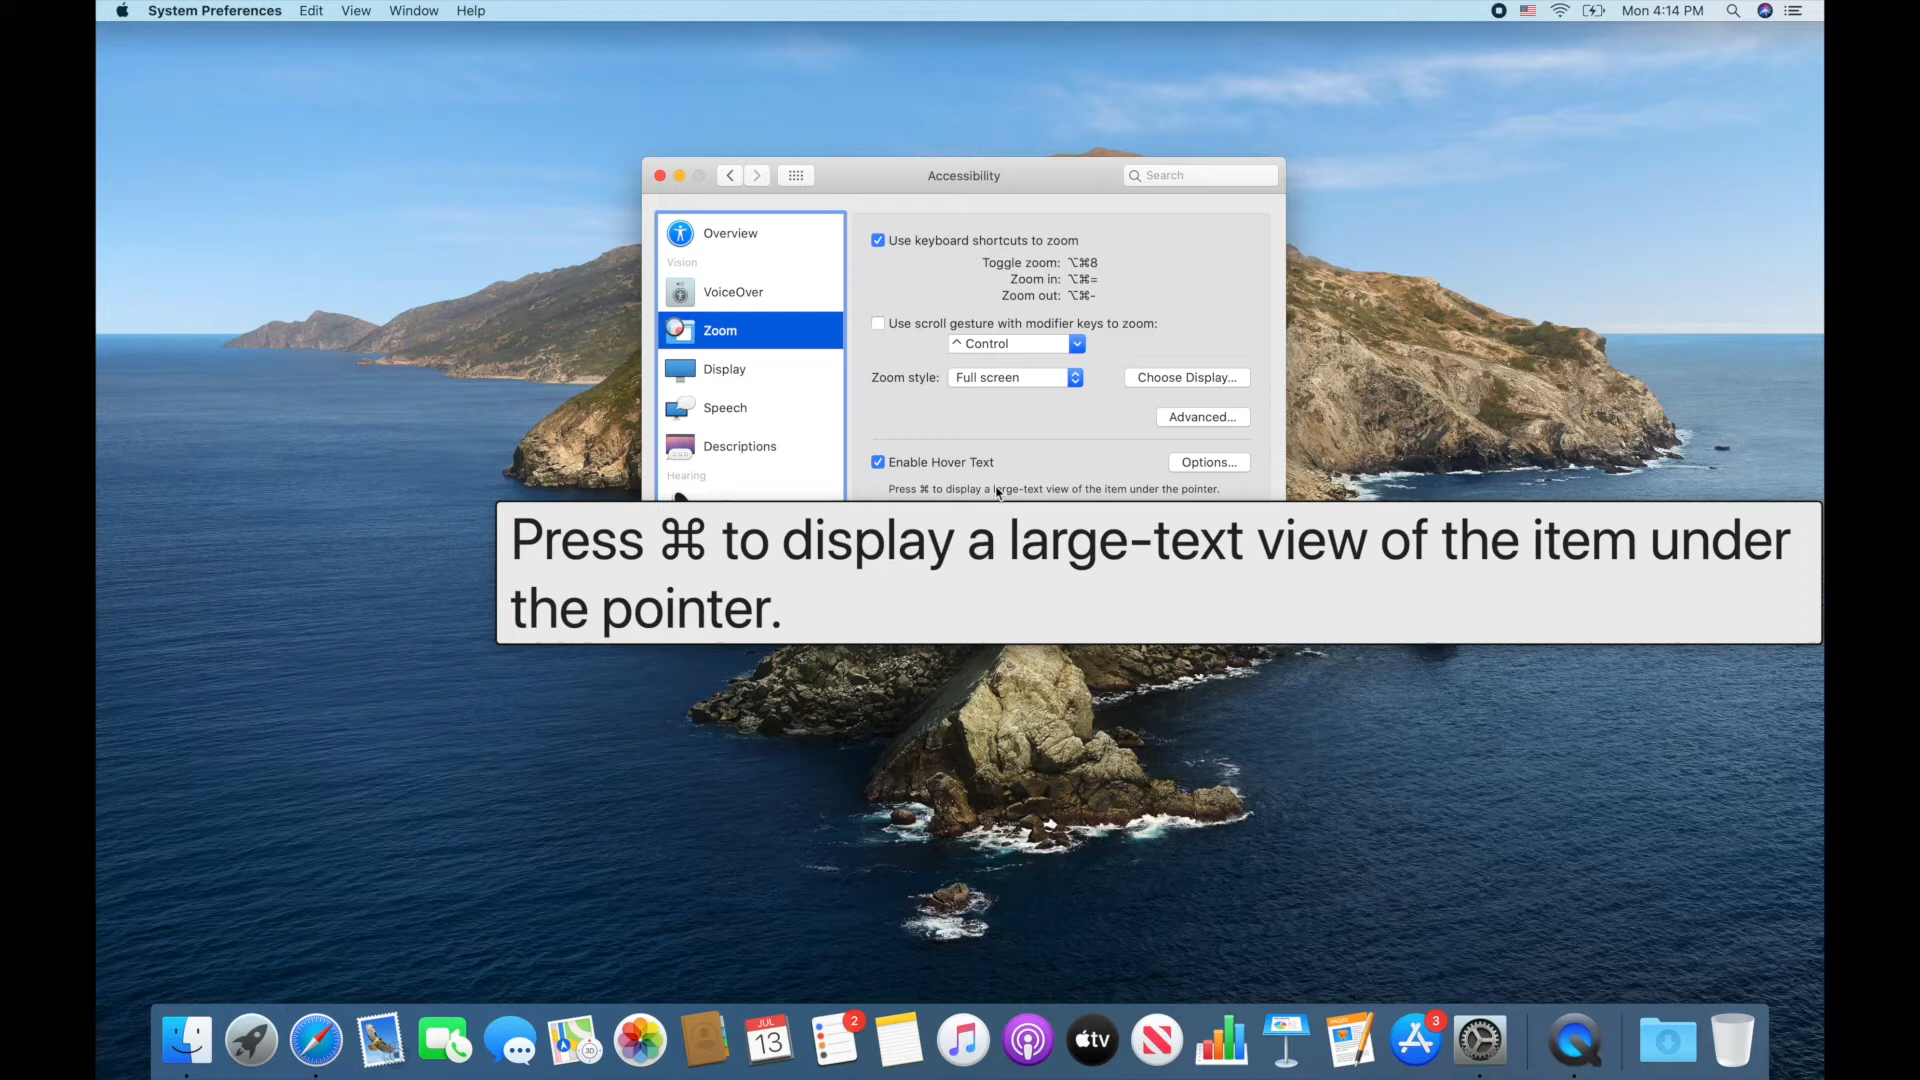 System Preferences Edit View Window Help Mon 4:14 PM
Accessibility
Search
Overview
Vision
VoiceOver
Zoom
Display
Speech
Descriptions
Hearing
Use keyboard shortcuts to zoom
Toggle zoom: ⌥⌘8
Zoom in: ⌥⌘=
Zoom out: ⌥⌘-
Use scroll gesture with modifier keys to zoom:
^ Control
Zoom style: Full screen Choose Display...
Advanced...
Enable Hover Text Options...
Press ⌘ to display a large-text view of the item under the pointer.
Press ⌘ to display a large-text view of the item under
the pointer.
3D
JUL
13
2
tv
PAGES
3